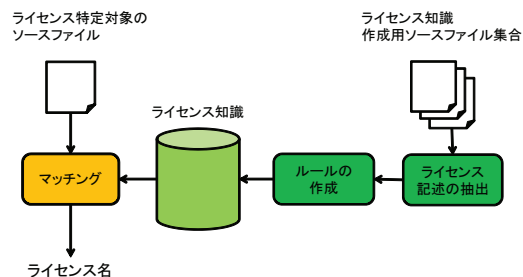 ライセンス特定対象の
ソースファイル
ライセンス知識
作成用ソースファイル集合
ライセンス知識
マッチング
ルールの
作成
ライセンス
記述の抽出
ライセンス名